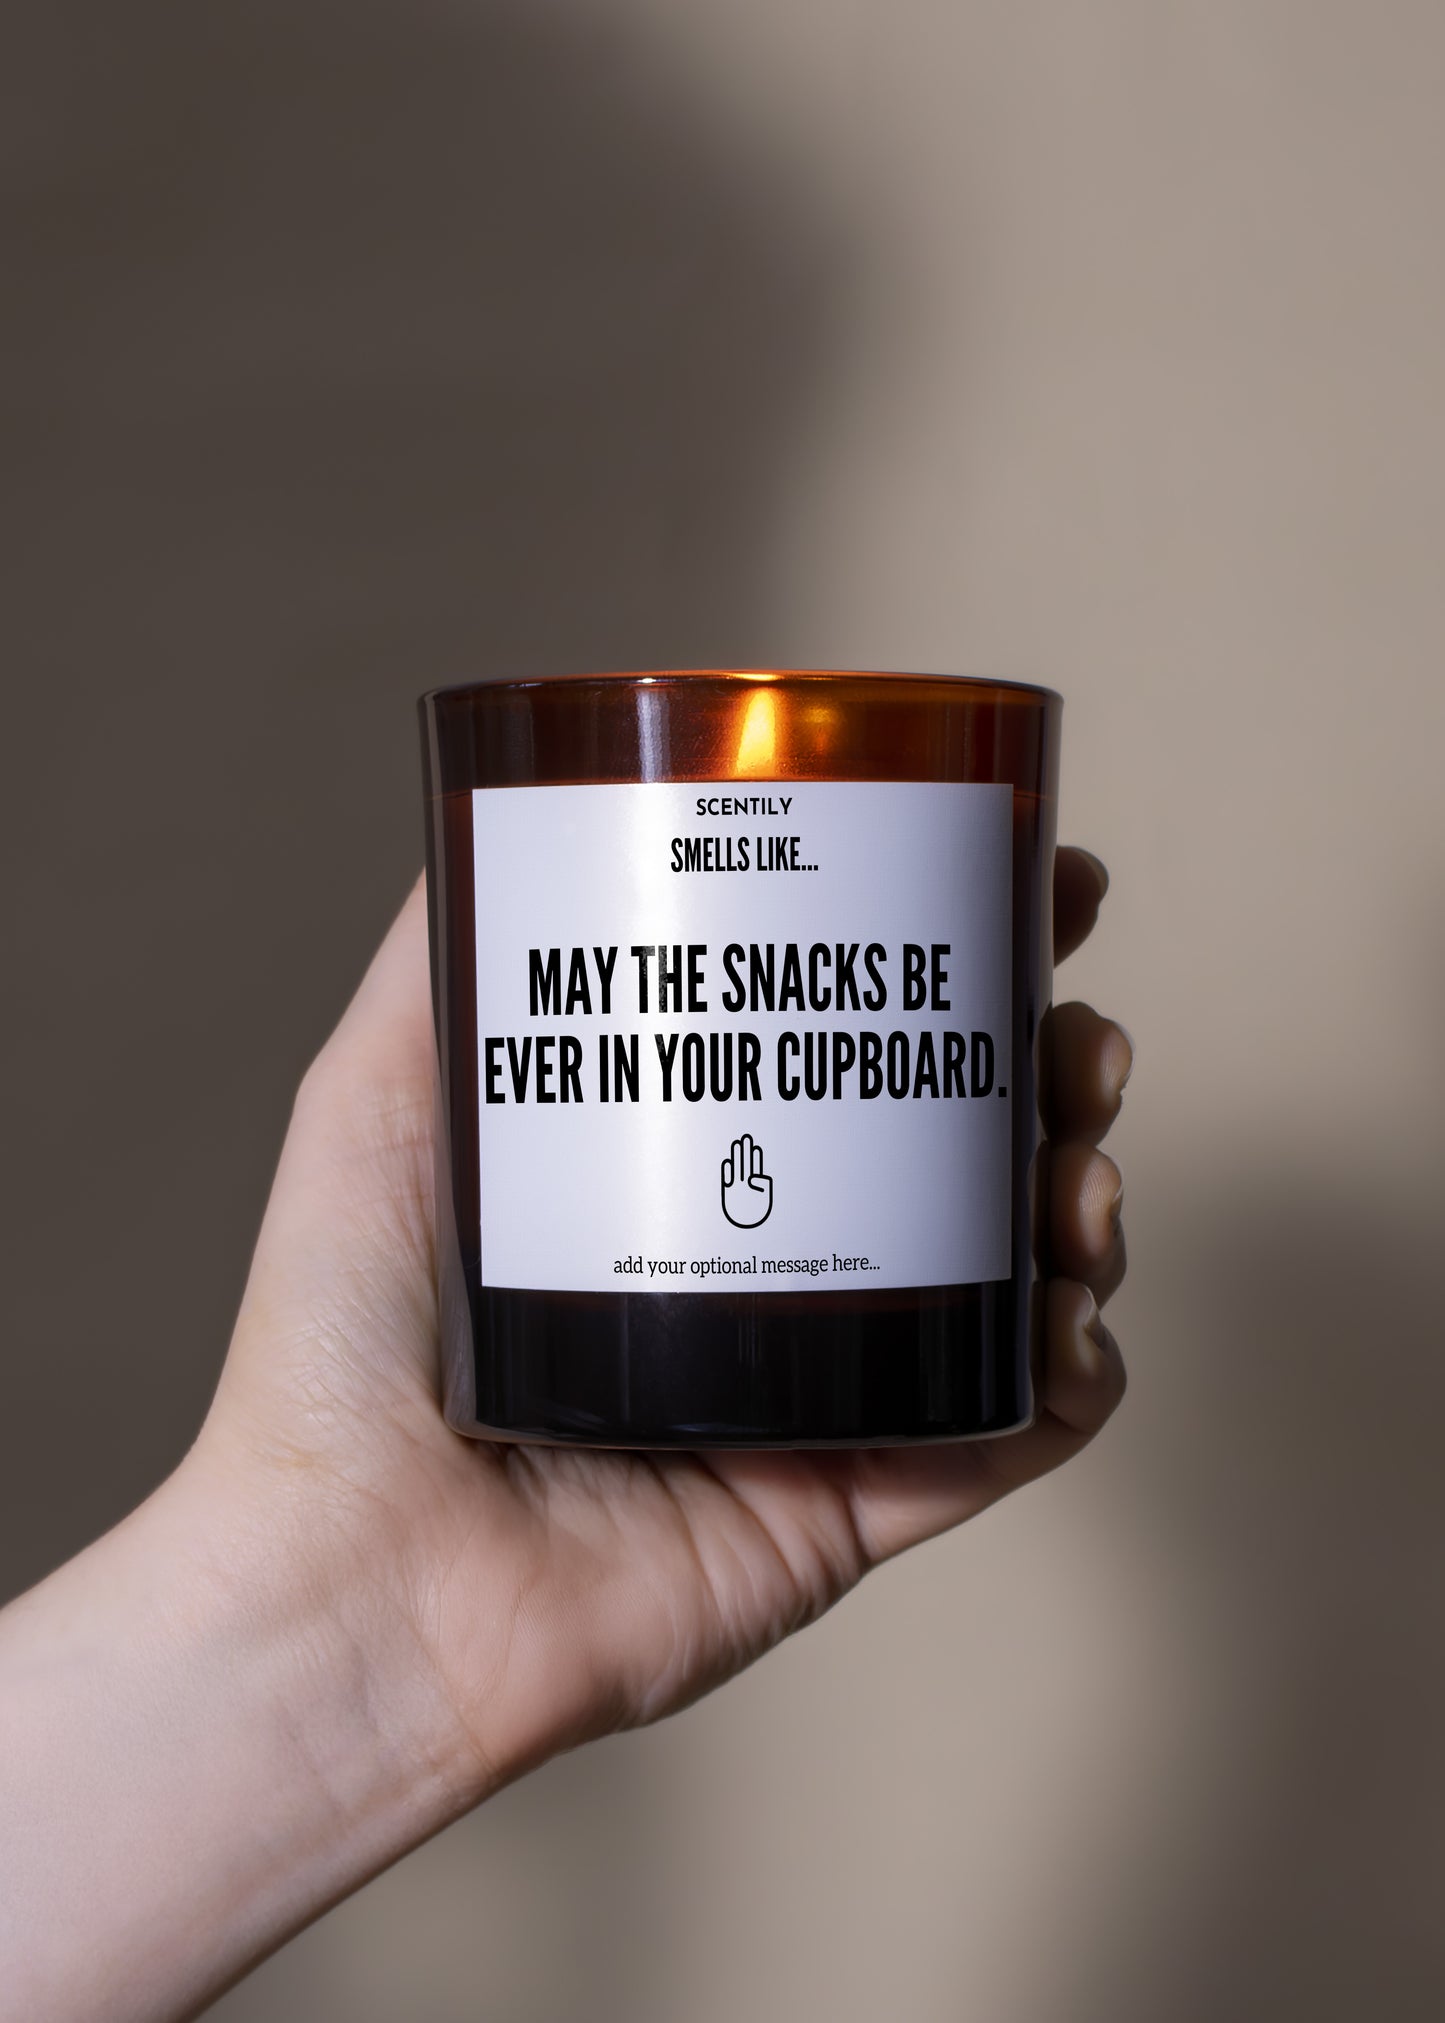 SCENTILY
SMELLS LIKE...
MAY THE SNACKS BE
EVER IN YOUR CUPBOARD.
add your optional message here...